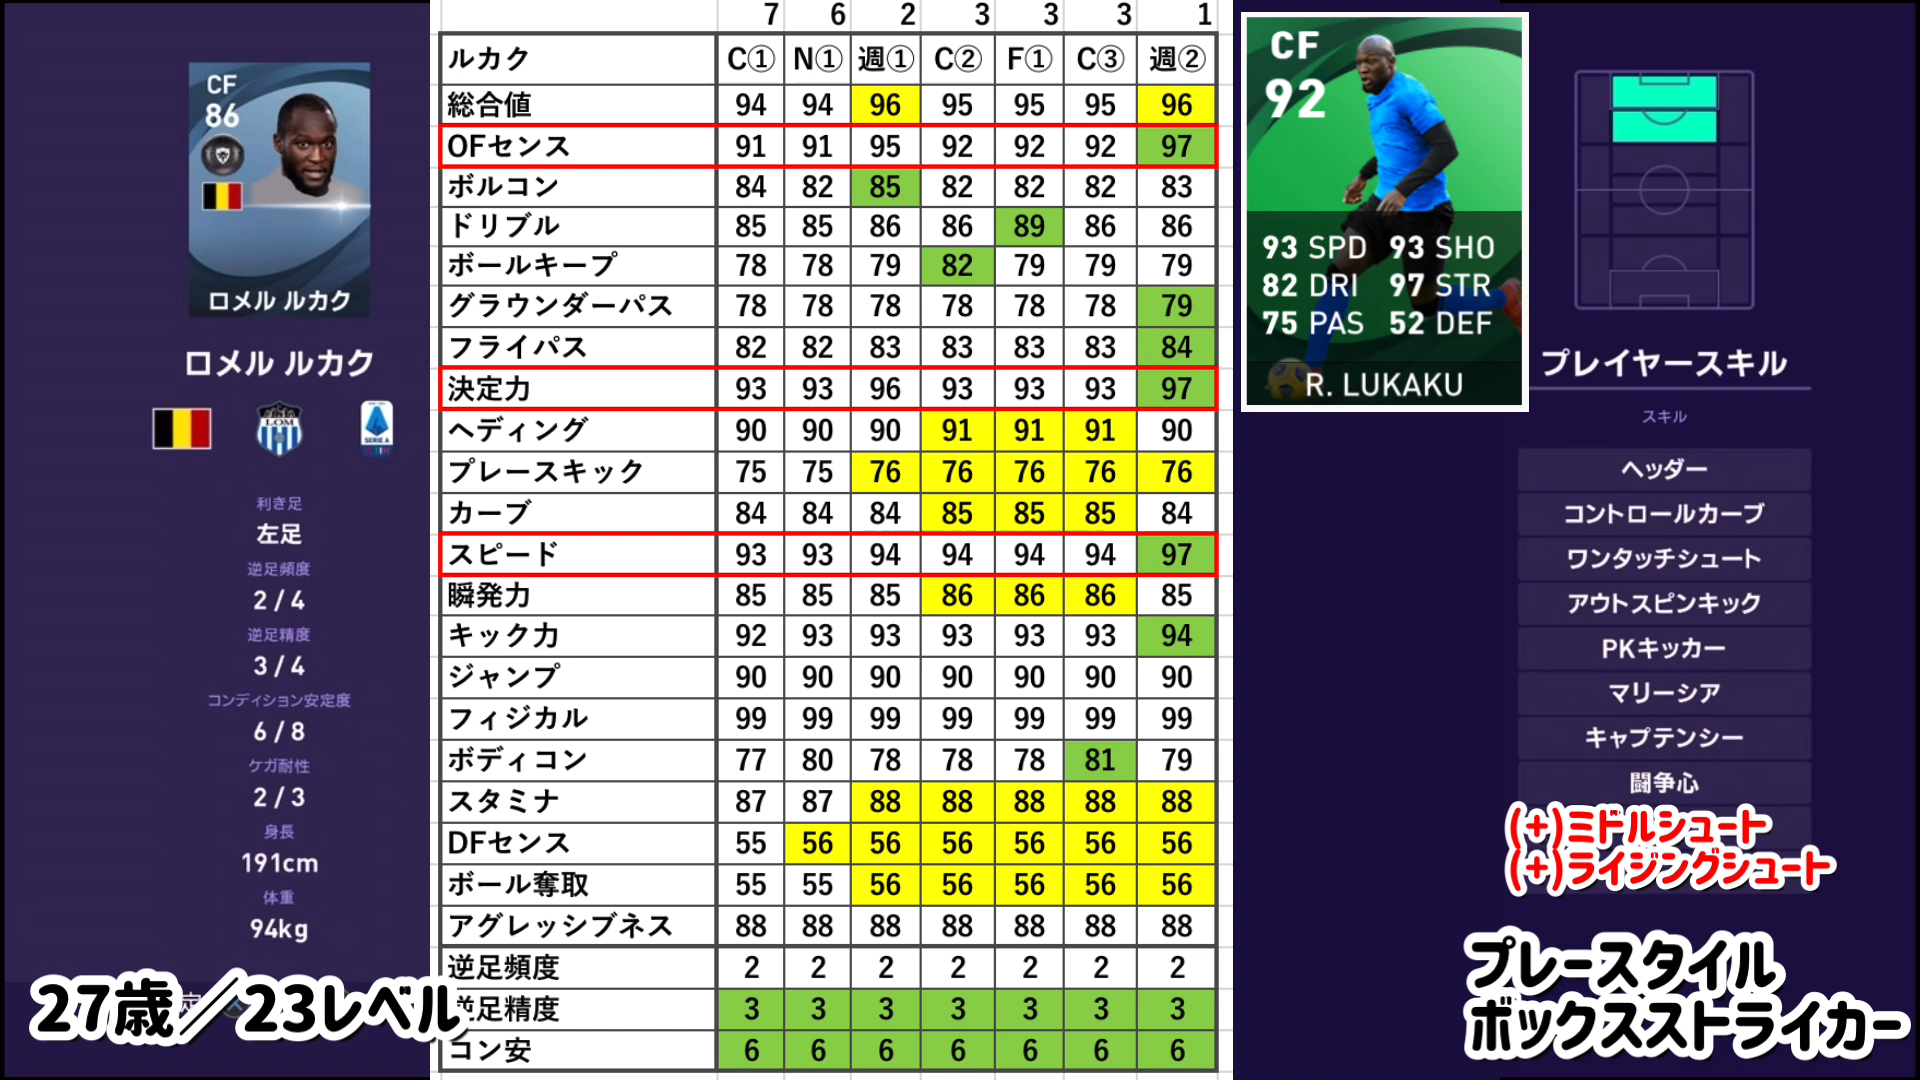 CF
86
ロメル ルカク
ロメル ルカク
LOM
SERIE A
利き足
左足
逆足頻度
2 / 4
逆足精度
3 / 4
コンディション安定度
6 / 8
ケガ耐性
2 / 3
身長
191cm
体重
94kg
27歳／23レベル
7 6 2 3 3 3 1
ルカク C① N① 週① C② F① C③ 週②
総合値 94 94 96 95 95 95 96
OFセンス 91 91 95 92 92 92 97
ボルコン 84 82 85 82 82 82 83
ドリブル 85 85 86 86 89 86 86
ボールキープ 78 78 79 82 79 79 79
グラウンダーパス 78 78 78 78 78 78 79
フライパス 82 82 83 83 83 83 84
決定力 93 93 96 93 93 93 97
ヘディング 90 90 90 91 91 91 90
プレースキック 75 75 76 76 76 76 76
カーブ 84 84 84 85 85 85 84
スピード 93 93 94 94 94 94 97
瞬発力 85 85 85 86 86 86 85
キック力 92 93 93 93 93 93 94
ジャンプ 90 90 90 90 90 90 90
フィジカル 99 99 99 99 99 99 99
ボディコン 77 80 78 78 78 81 79
スタミナ 87 87 88 88 88 88 88
DFセンス 55 56 56 56 56 56 56
ボール奪取 55 55 56 56 56 56 56
アグレッシブネス 88 88 88 88 88 88 88
逆足頻度 2 2 2 2 2 2 2
逆足精度 3 3 3 3 3 3 3
コン安 6 6 6 6 6 6 6
CF
92
93 SPD 93 SHO
82 DRI 97 STR
75 PAS 52 DEF
R. LUKAKU
プレイヤースキル
スキル
ヘッダー
コントロールカーブ
ワンタッチシュート
アウトスピンキック
PKキッカー
マリーシア
キャプテンシー
闘争心
(+)ミドルシュート
(+)ライジングシュート
プレースタイル
ボックスストライカー